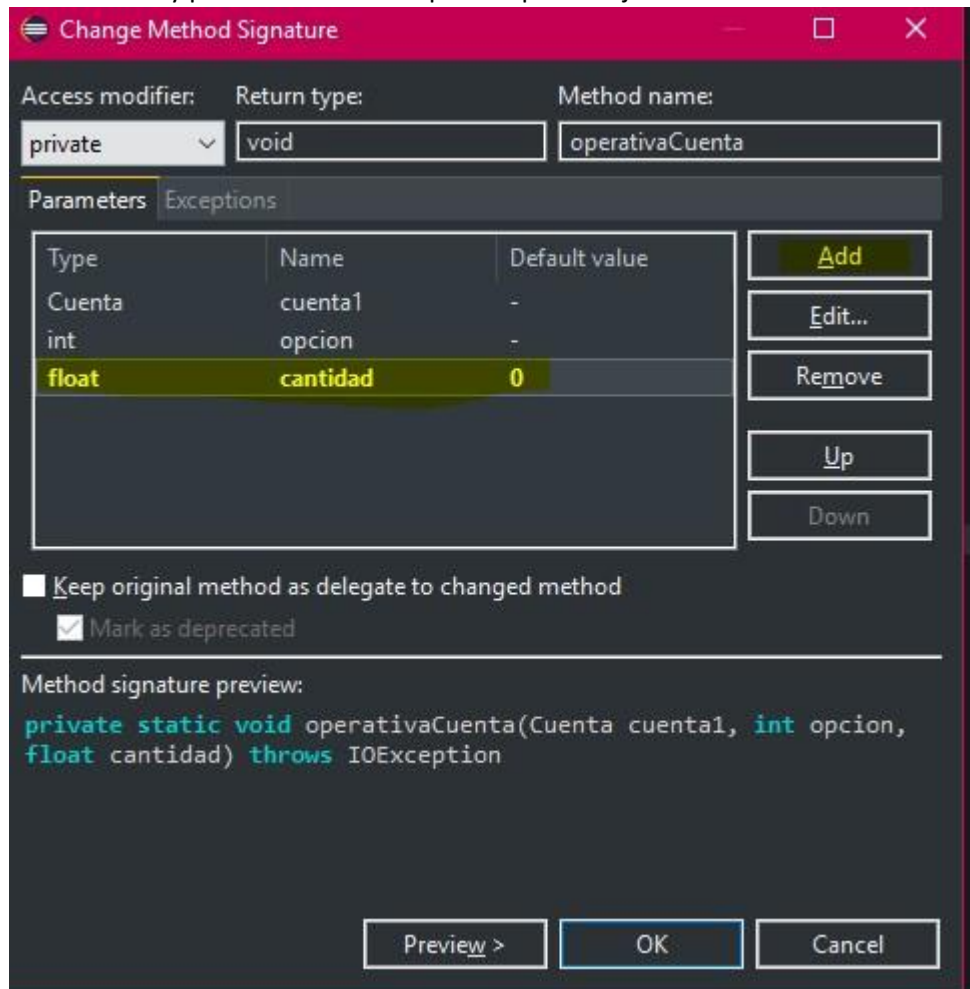 Change Method Signature
Access modifier: Return type: Method name:
private void operativaCuenta
Parameters Exceptions
Type Name Default value
Cuenta cuenta1 -
int opcion -
float cantidad 0
Add
Edit...
Remove
Up
Down
Keep original method as delegate to changed method
Mark as deprecated
Method signature preview:
private static void operativaCuenta(Cuenta cuenta1, int opcion,
float cantidad) throws IOException
Preview > OK Cancel